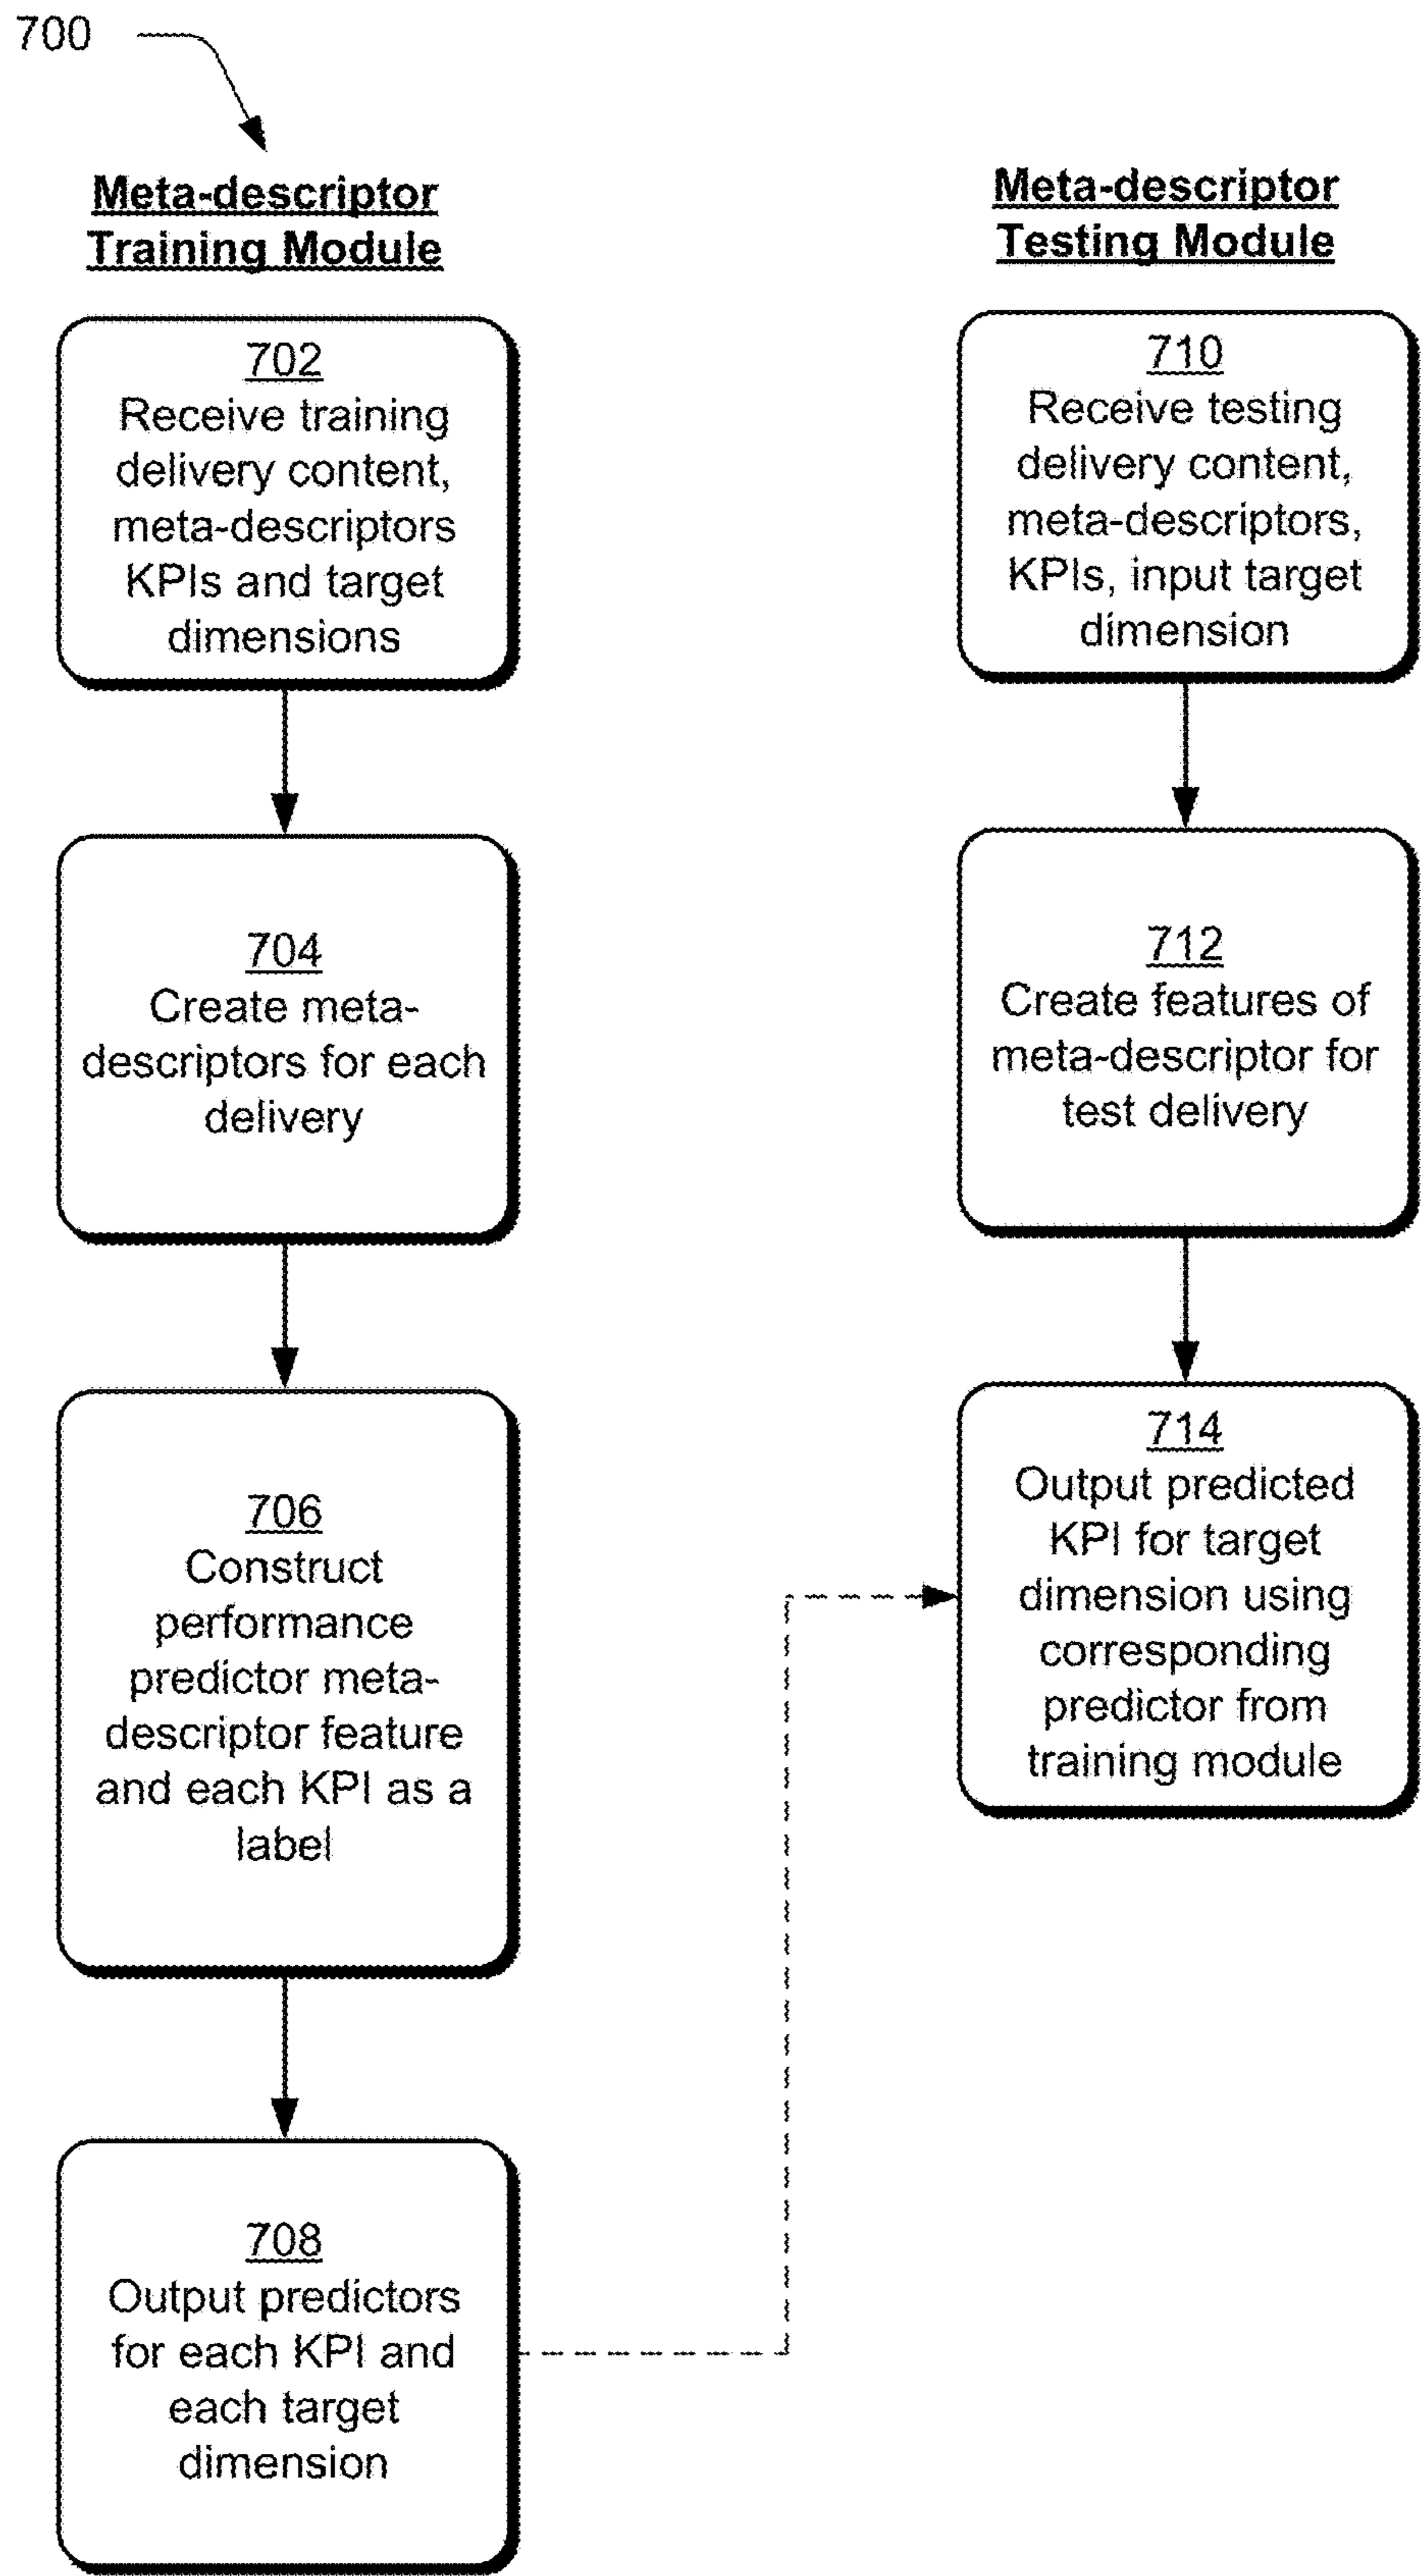 700
Meta-descriptor
Training Module
702
Receive training
delivery content,
meta-descriptors
KPIs and target
dimensions
704
Create meta-
descriptors for each
delivery
706
Construct
performance
predictor meta-
descriptor feature
and each KPI as a
label
708
Output predictors
for each KPI and
each target
dimension
Meta-descriptor
Testing Module
710
Receive testing
delivery content,
meta-descriptors,
KPIs, input target
dimension
712
Create features of
meta-descriptor for
test delivery
714
Output predicted
KPI for target
dimension using
corresponding
predictor from
training module